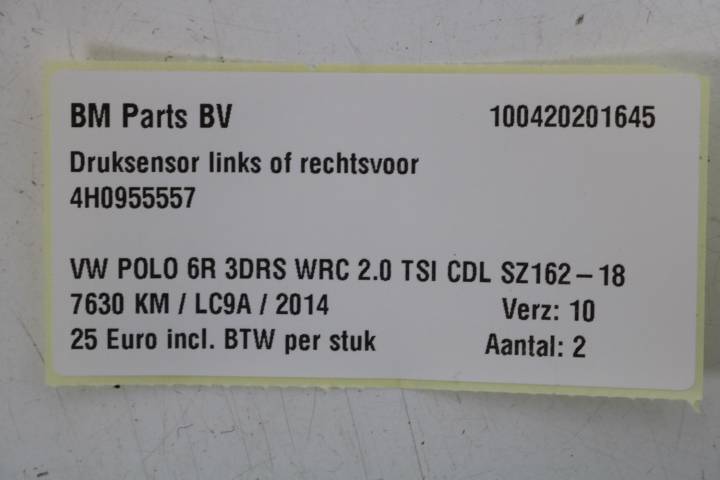 BM Parts BV 100420201645
Druksensor links of rechtsvoor
4H0955557
VW POLO 6R 3DRS WRC 2.0 TSI CDL SZ162-18
7630 KM / LC9A / 2014 Verz: 10
25 Euro incl. BTW per stuk Aantal: 2